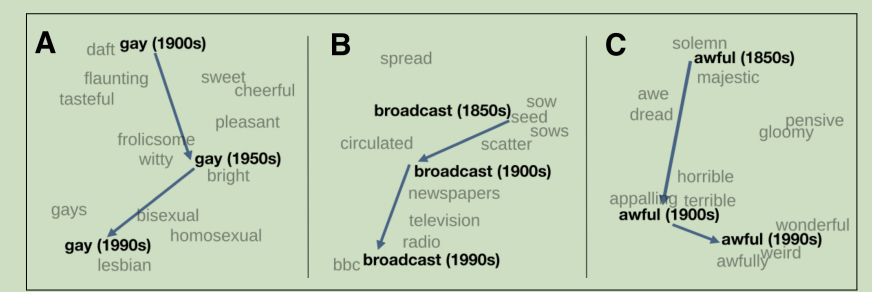 A
daft gay (1900s)
flaunting sweet
tasteful cheerful
pleasant
frolicsome
witty gay (1950s)
bright
gays bisexual
homosexual
gay (1990s)
lesbian
B
spread
broadcast (1850s) sow
seed
sows
circulated scatter
broadcast (1900s)
newspapers
television
radio
bbc broadcast (1990s)
C
solemn
awful (1850s)
majestic
awe
dread pensive
gloomy
horrible
appalling terrible
awful (1900s)
wonderful
awful (1990s)
weird
awfully